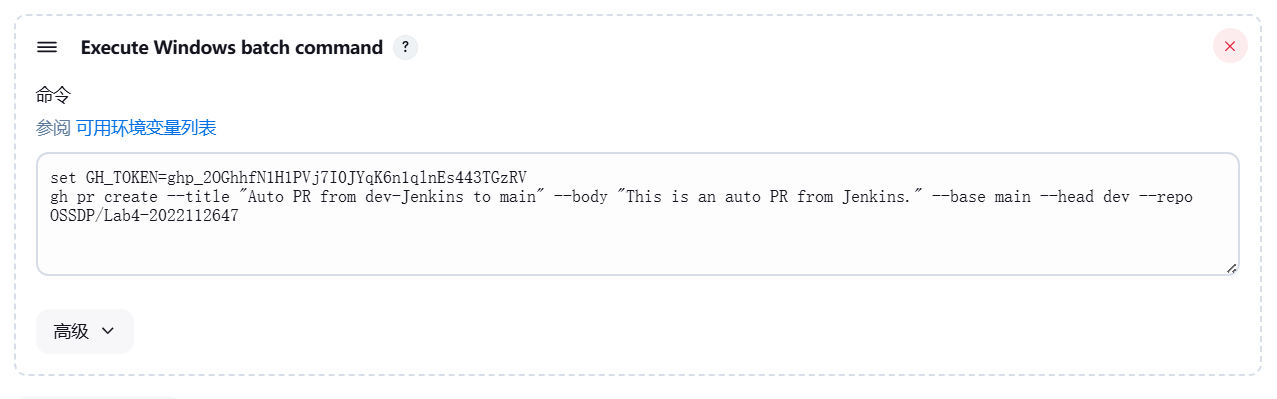 Execute Windows batch command ?
命令
参阅 可用环境变量列表
set GH_TOKEN=
gh pr create --title "Auto PR from dev-Jenkins to main" --body "This is an auto PR from Jenkins." --base main --head dev --repo
OSSDP/Lab4-2022112647
高级